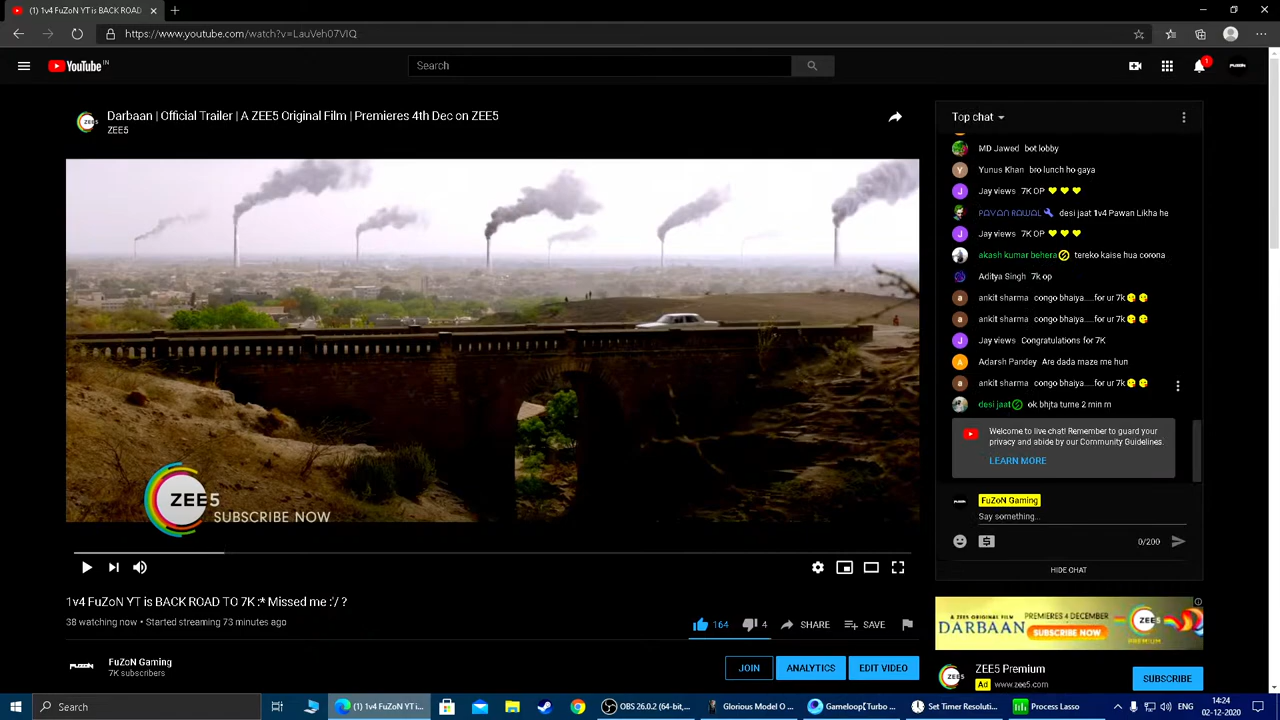 (1) 1v4 FuZoN YT is BACK ROAD
https://www.youtube.com/watch?v=LauVeh07VIQ
YouTube IN
Search
1
Darbaan | Official Trailer | A ZEE5 Original Film | Premieres 4th Dec on ZEE5
ZEE5
ZEE5
SUBSCRIBE NOW
1v4 FuZoN YT is BACK ROAD TO 7K :* Missed me :'/ ?
38 watching now • Started streaming 73 minutes ago
164
4
SHARE
SAVE
FuZoN Gaming
7K subscribers
JOIN
ANALYTICS
EDIT VIDEO
Top chat
MD Jawed bot lobby
Yunus Khan bro lunch ho gaya
Jay views 7K OP
PAVAN RAWAL desi jaat 1v4 Pawan Likha he
Jay views 7K OP
akash kumar behera tereko kaise hua corona
Aditya Singh 7k op
ankit sharma congo bhaiya.....for ur 7k
ankit sharma congo bhaiya.....for ur 7k
Jay views Congratulations for 7K
Adarsh Pandey Are dada maze me hun
ankit sharma congo bhaiya.....for ur 7k
desi jaat ok bhjta turne 2 min m
Welcome to live chat! Remember to guard your
privacy and abide by our Community Guidelines.
LEARN MORE
FuZoN Gaming
Say something...
0/200
HIDE CHAT
A ZEE5 ORIGINAL FILM
DARBAAN
PREMIERES 4 DECEMBER
SUBSCRIBE NOW
ZEE5
PREMIUM
ZEE5 Premium
Ad www.zee5.com
SUBSCRIBE
Search
(1) 1v4 FuZoN YT i...
OBS 26.0.2 (64-bit,...
Glorious Model O ...
Gameloop【Turbo ...
Set Timer Resolutio...
Process Lasso
ENG
14:24
02-12-2020